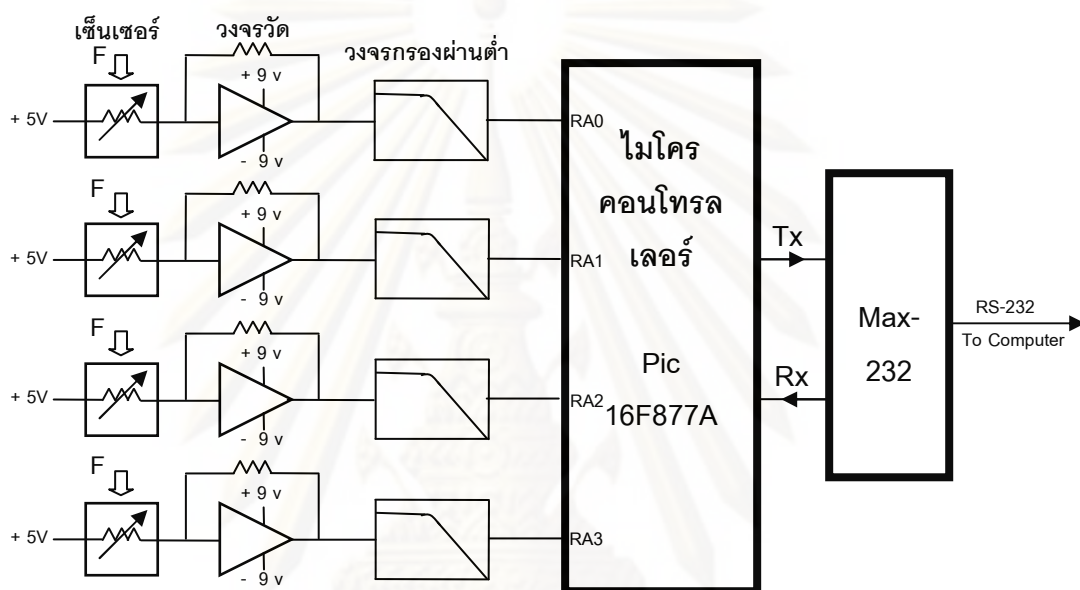 เซ็นเซอร์
วงจรวัด
วงจรกรองผ่านต่ำ
F
+ 9 v
+ 5V
- 9 v
RA0
F
+ 9 v
+ 5V
- 9 v
RA1
F
+ 9 v
+ 5V
- 9 v
RA2
F
+ 9 v
+ 5V
- 9 v
RA3
ไมโคร
คอนโทรล
เลอร์
Pic
16F877A
Tx
Rx
Max-
232
RS-232
To Computer